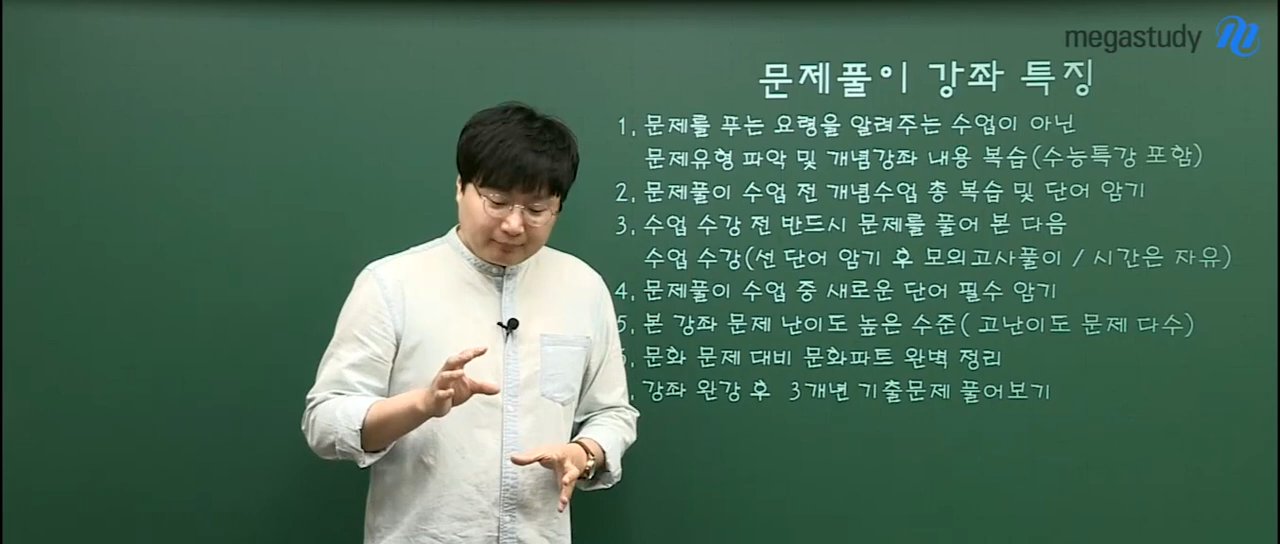 megastudy
문제풀이 강좌 특징
1. 문제를 푸는 요령을 알려주는 수업이 아닌
문제유형 파악 및 개념강좌 내용 복습(수능특강 포함)
2. 문제풀이 수업 전 개념수업 총 복습 및 단어 암기
3. 수업 수강 전 반드시 문제를 풀어 본 다음
수업 수강(선 단어 암기 후 모의고사풀이 / 시간은 자유)
4. 문제풀이 수업 중 새로운 단어 필수 암기
5. 본 강좌 문제 난이도 높은 수준( 고난이도 문제 다수)
. 문화 문제 대비 문화파트 완벽 정리
. 강좌 완강 후 3개년 기출문제 풀어보기